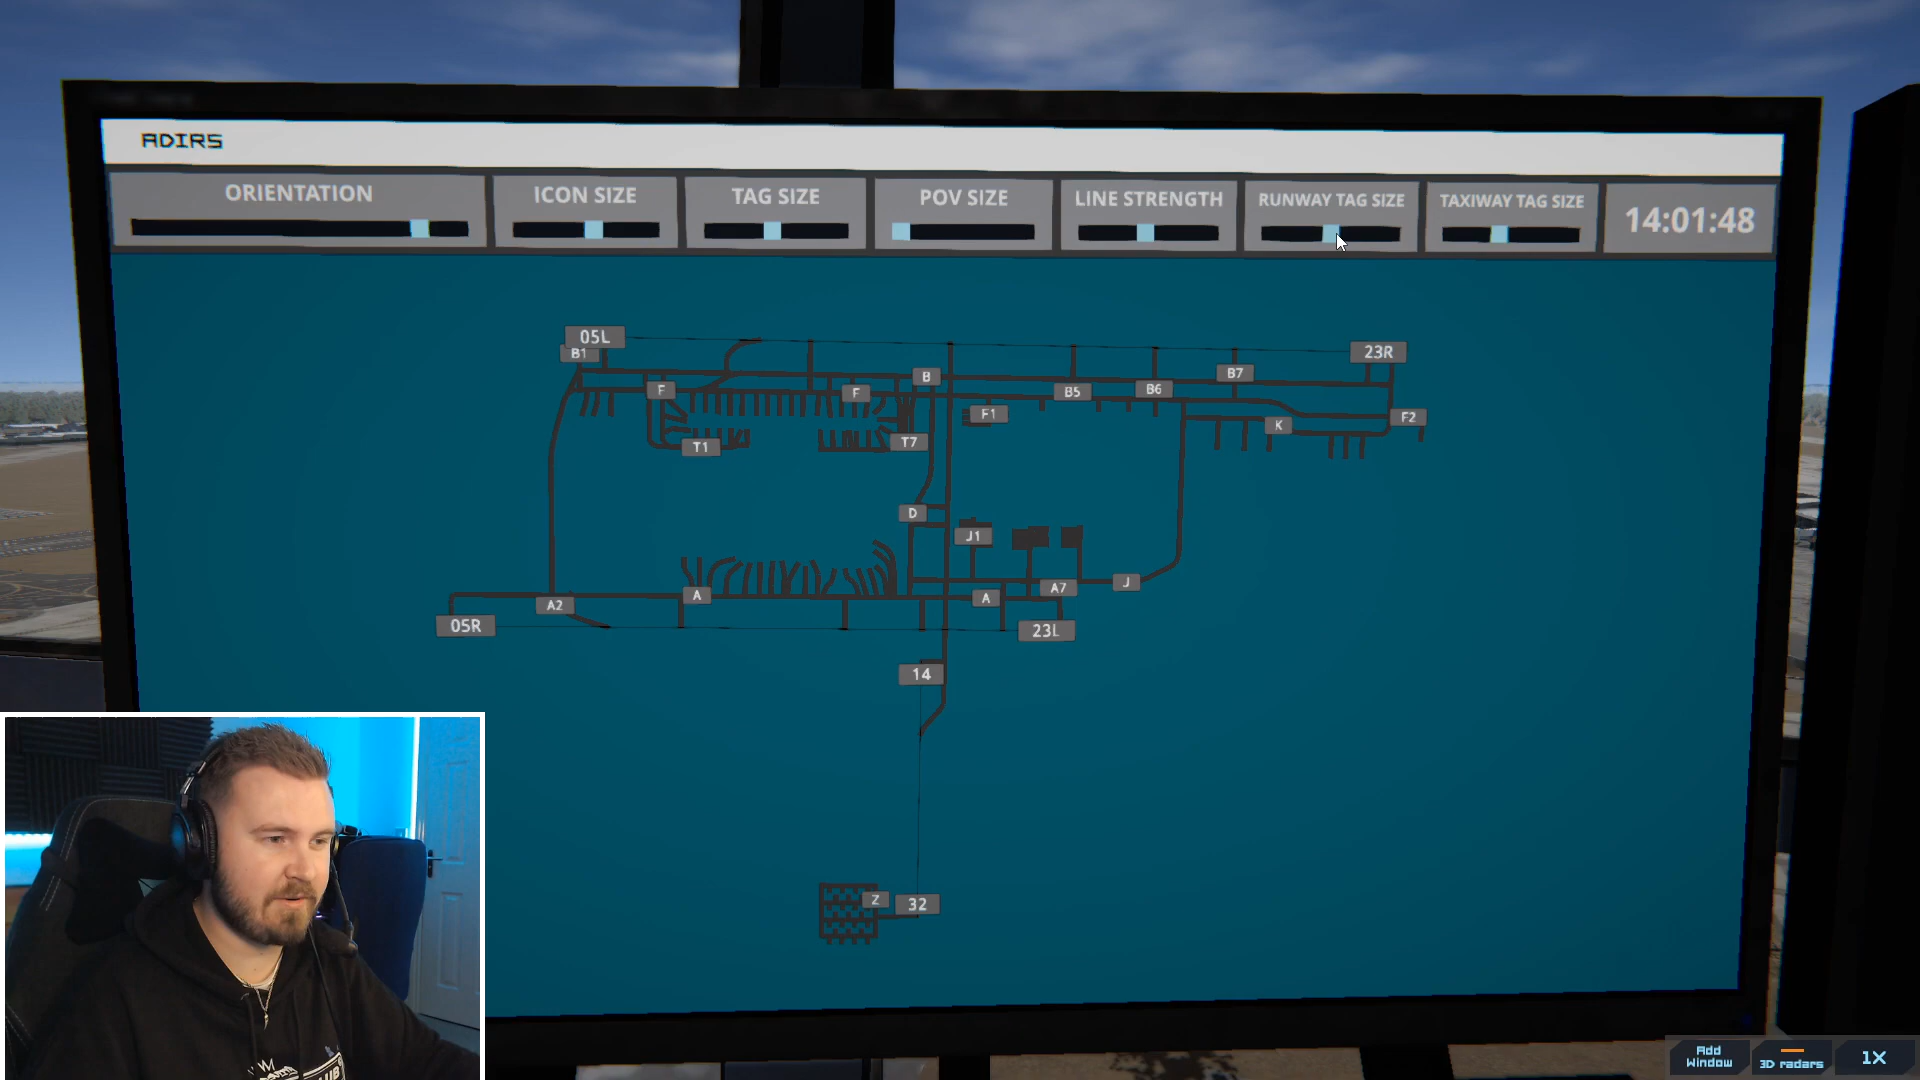 ADIRS
ORIENTATION
ICON SIZE
TAG SIZE
POV SIZE
LINE STRENGTH
RUNWAY TAG SIZE
TAXIWAY TAG SIZE
14:01:48
05L
B1
23R
B
B7
F
F
B5
B6
F1
F2
K
T1
T7
D
J1
A2
A
A
A7
J
05R
23L
14
Z
32
Add Window
3D radars
1X